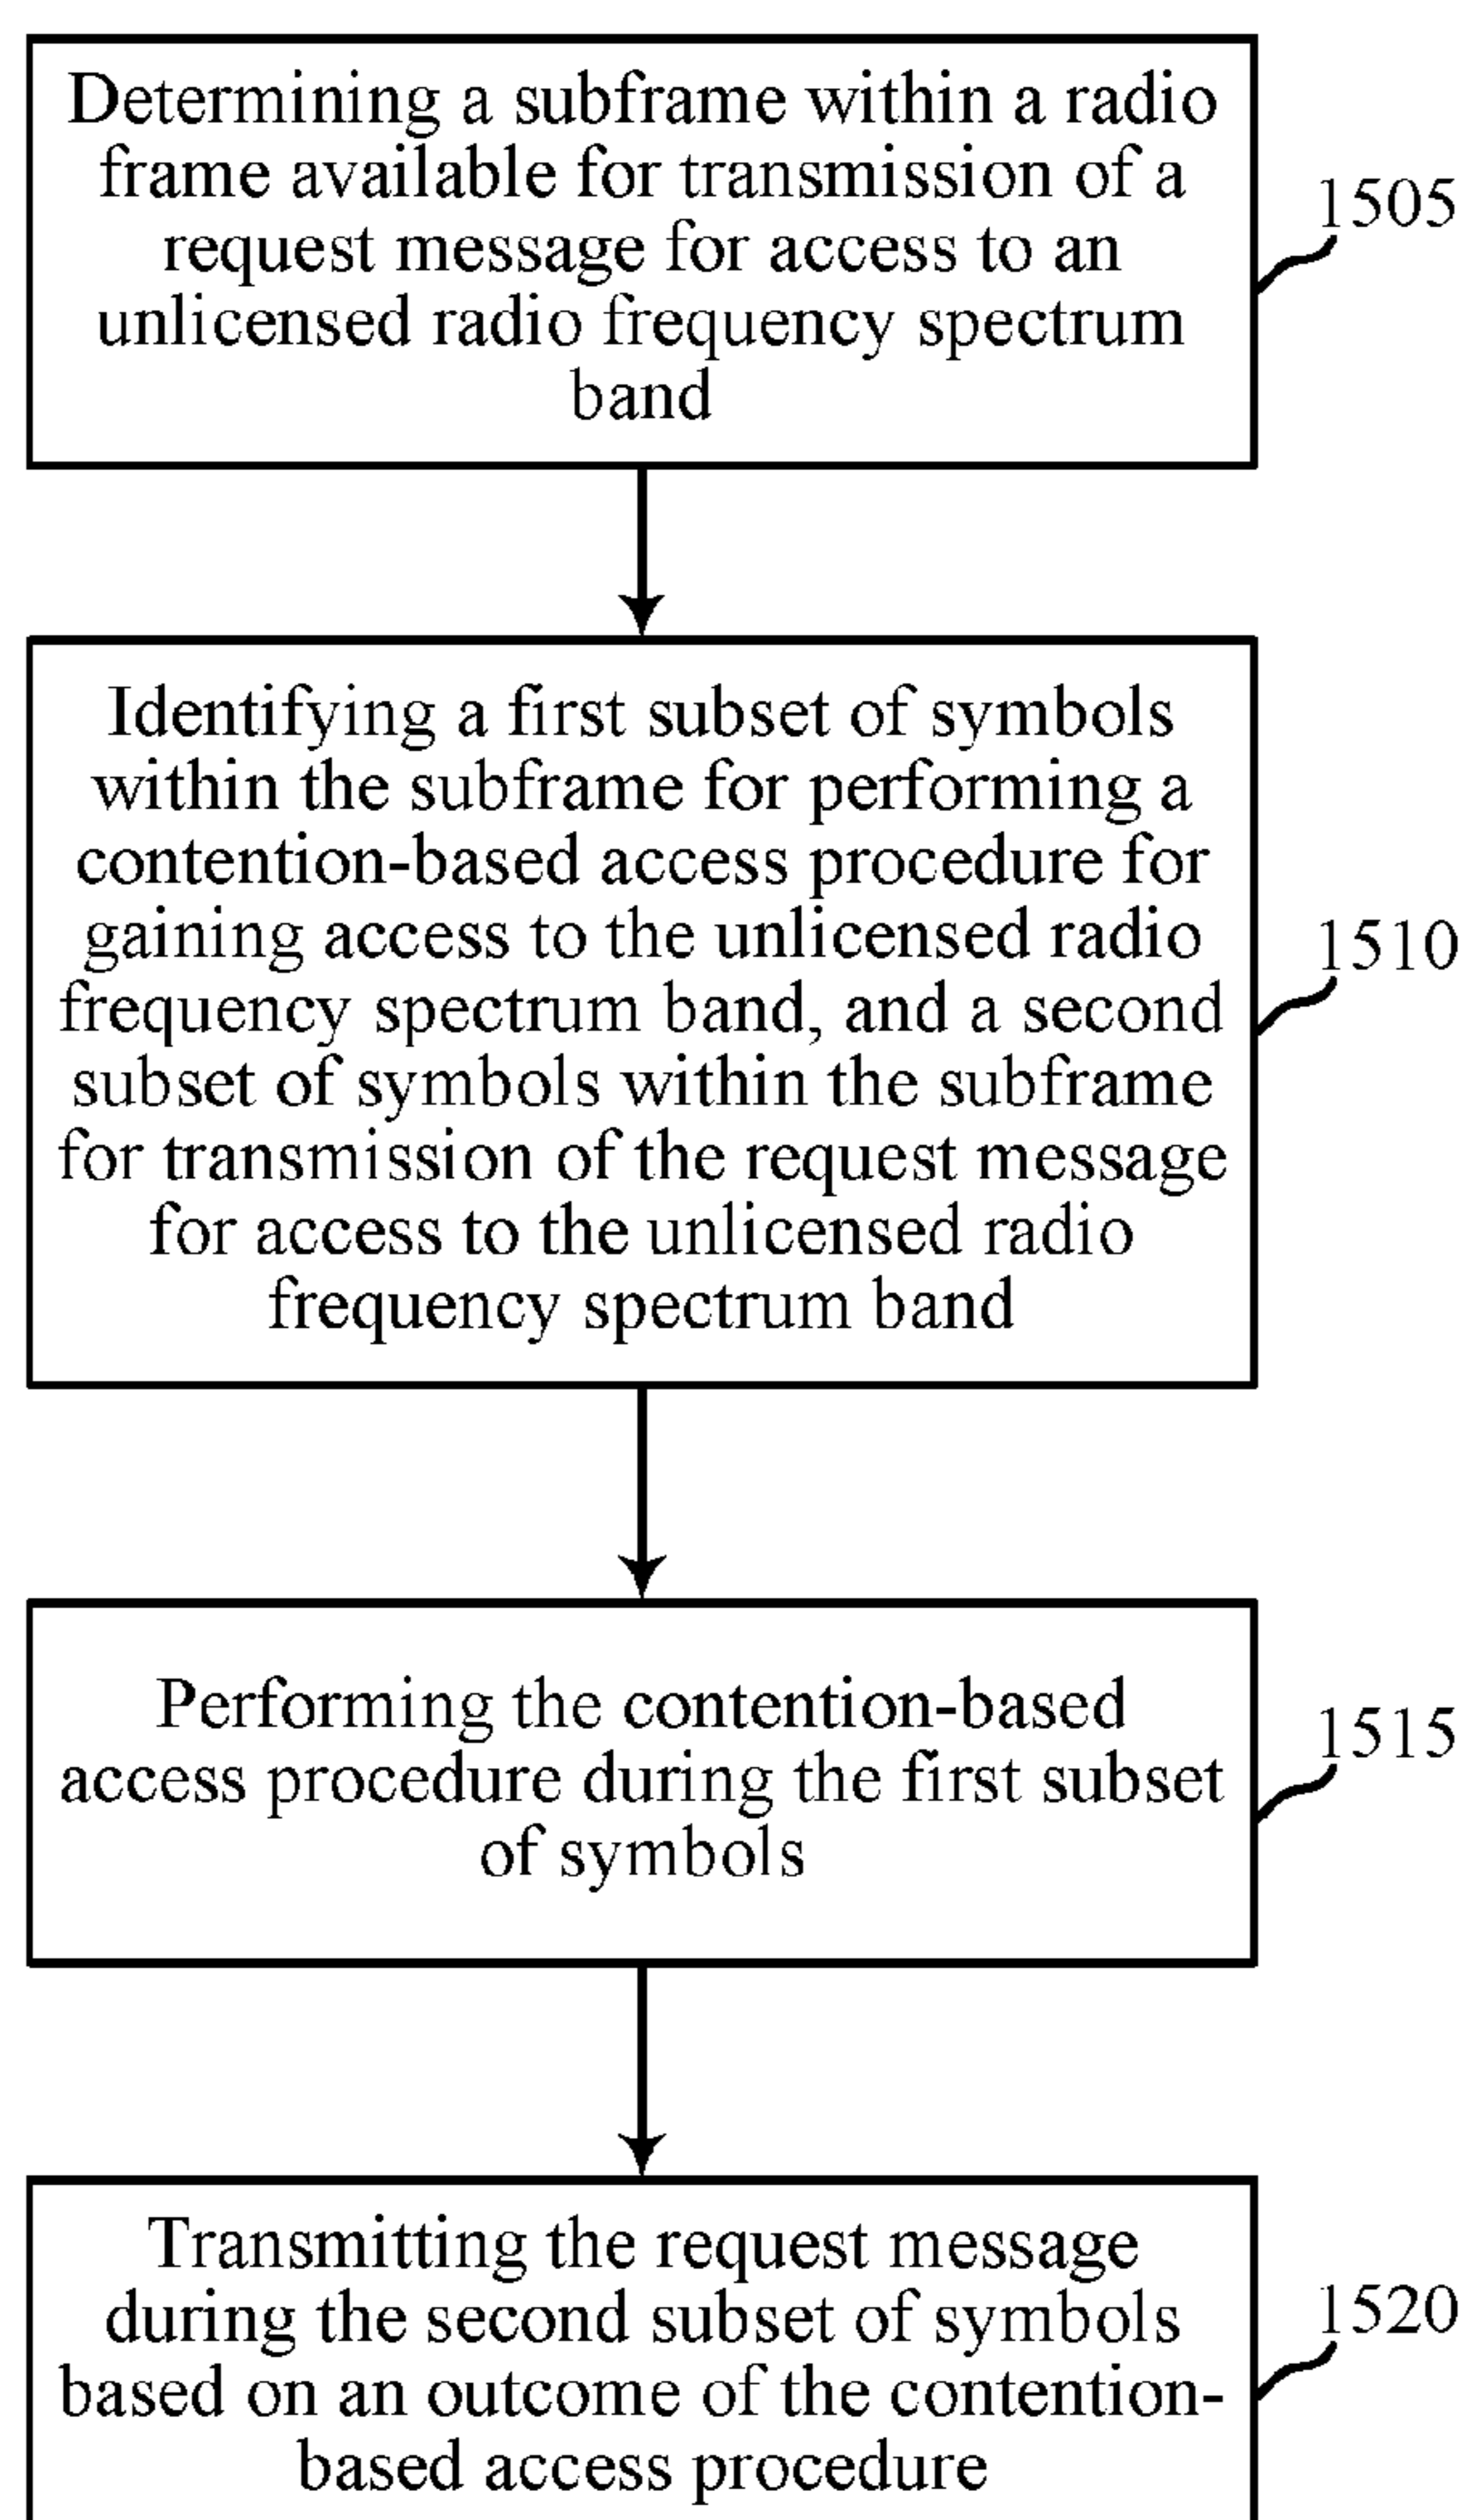 Determining a subframe within a radio
frame available for transmission of a
request message for access to an
unlicensed radio frequency spectrum
band
1505
Identifying a first subset of symbols
within the subframe for performing a
contention-based access procedure for
gaining access to the unlicensed radio
frequency spectrum band, and a second
subset of symbols within the subframe
for transmission of the request message
for access to the unlicensed radio
frequency spectrum band
1510
Performing the contention-based
access procedure during the first subset
of symbols
1515
Transmitting the request message
during the second subset of symbols
based on an outcome of the contention-
based access procedure
1520